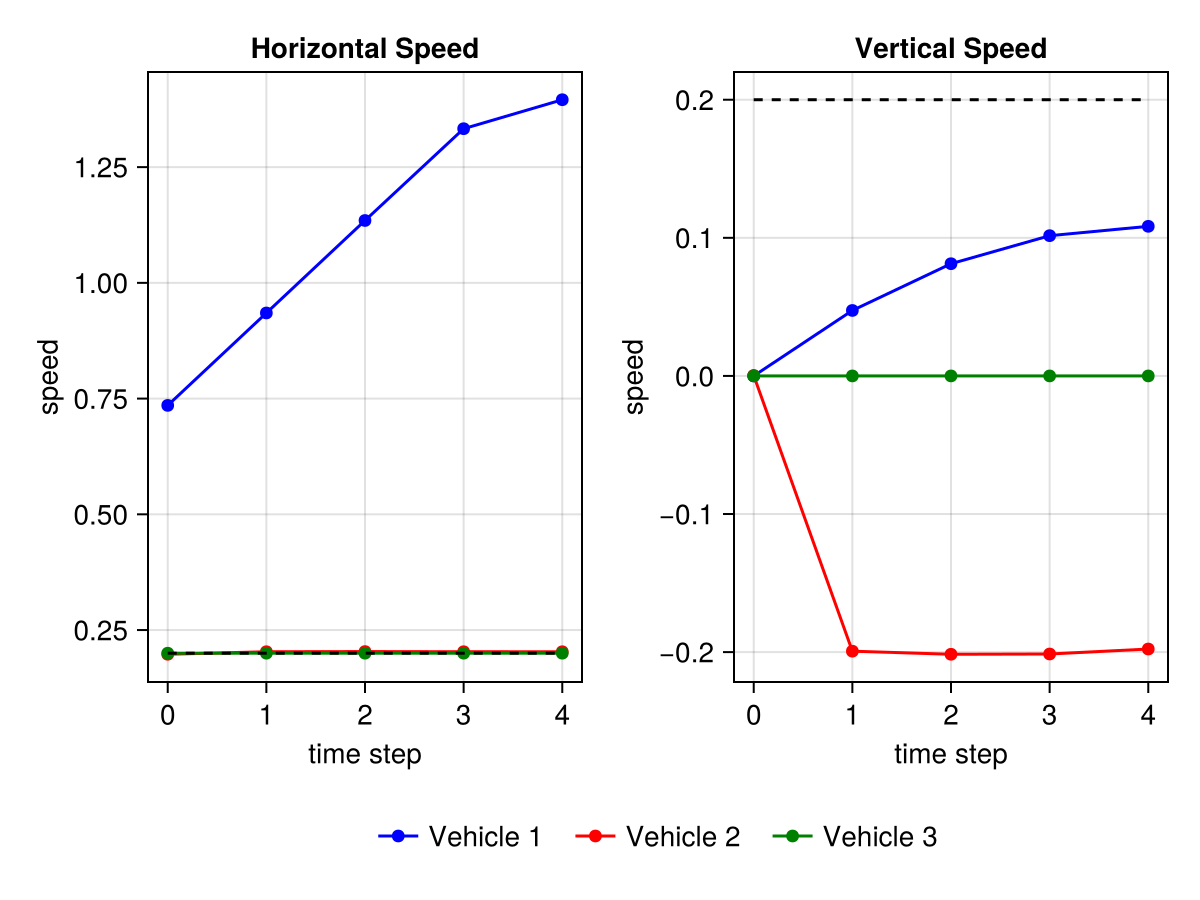 Horizontal Speed
Vertical Speed
speed
1.25
1.00
0.75
0.50
0.25
0 1 2 3 4
time step
speed
0.2
0.1
0.0
−0.1
−0.2
0 1 2 3 4
time step
Vehicle 1 Vehicle 2 Vehicle 3